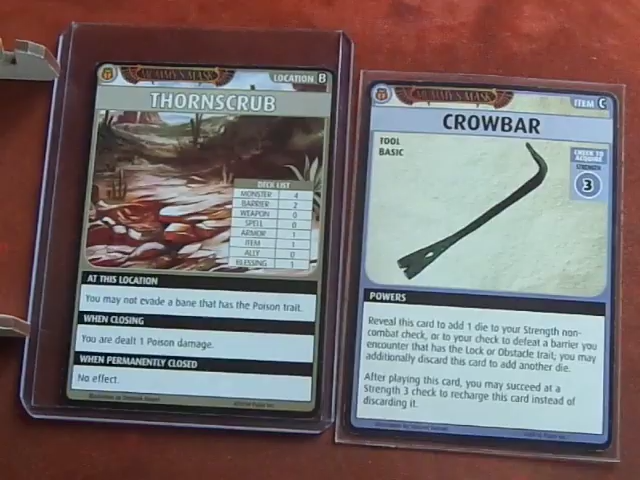 MUMMY'S MASK
LOCATION B
THORNSCRUB
DECK LIST
MONSTER 4
BARRIER 2
WEAPON 0
SPELL 0
ARMOR 1
ITEM 1
ALLY 0
BLESSING 1
AT THIS LOCATION
You may not evade a bane that has the Poison trait.
WHEN CLOSING
You are dealt 1 Poison damage.
WHEN PERMANENTLY CLOSED
No effect.
MUMMY'S MASK
ITEM C
CROWBAR
TOOL
BASIC
CHECK TO
ACQUIRE
STRENGTH
3
POWERS
Reveal this card to add 1 die to your Strength non-
combat check, or to your check to defeat a barrier you
encounter that has the Lock or Obstacle trait; you may
additionally discard this card to add another die.
After playing this card, you may succeed at a
Strength 3 check to recharge this card instead of
discarding it.